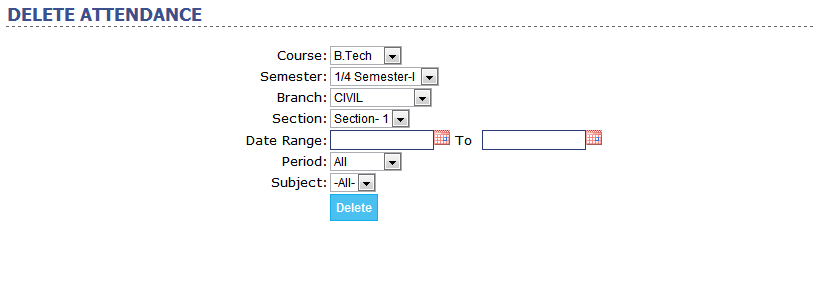 DELETE ATTENDANCE
Course: B.Tech
Semester: 1/4 Semester-I
Branch: CIVIL
Section: Section- 1
Date Range: To
Period: All
Subject: -All-
Delete